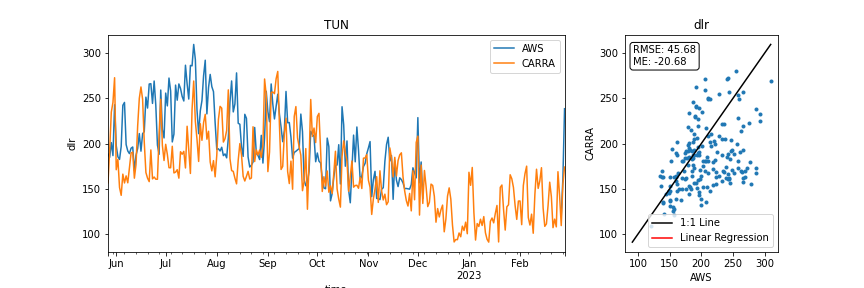 TUN
dlr
300
250
200
150
100
Jun
Jul
Aug
Sep
Oct
Nov
Dec
Jan
2023
Feb
time
AWS
CARRA
dlr
CARRA
300
250
200
150
100
100
150
200
250
300
AWS
RMSE: 45.68
ME: -20.68
1:1 Line
Linear Regression